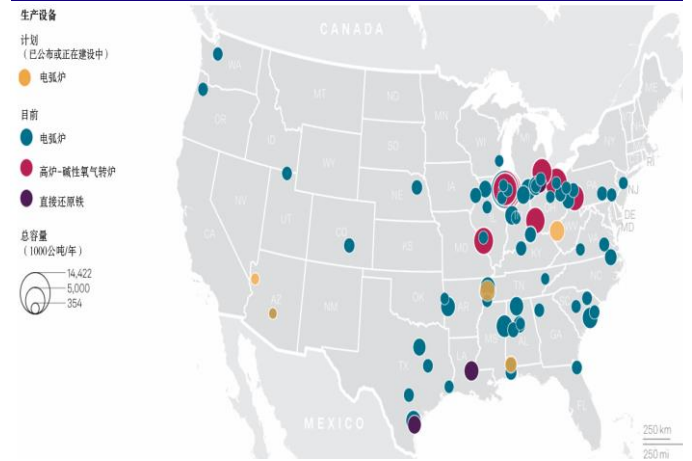 生产设备
计划
（已公布或正在建设中）
电弧炉
目前
电弧炉
高炉-碱性氧气转炉
直接还原铁
总容量
（1000公吨/年）
14,422
5,000
354
CANADA
WA
MT
ND
MN
OR
ID
SD
WI
MI
ME
WY
NE
IA
RI
NJ
NV
UT
CO
KS
MO
WV
DE
MD
CA
KY
AZ
NM
OK
AR
TN
NC
SC
MS
AL
GA
TX
LA
FL
MEXICO
250 km
250 mi